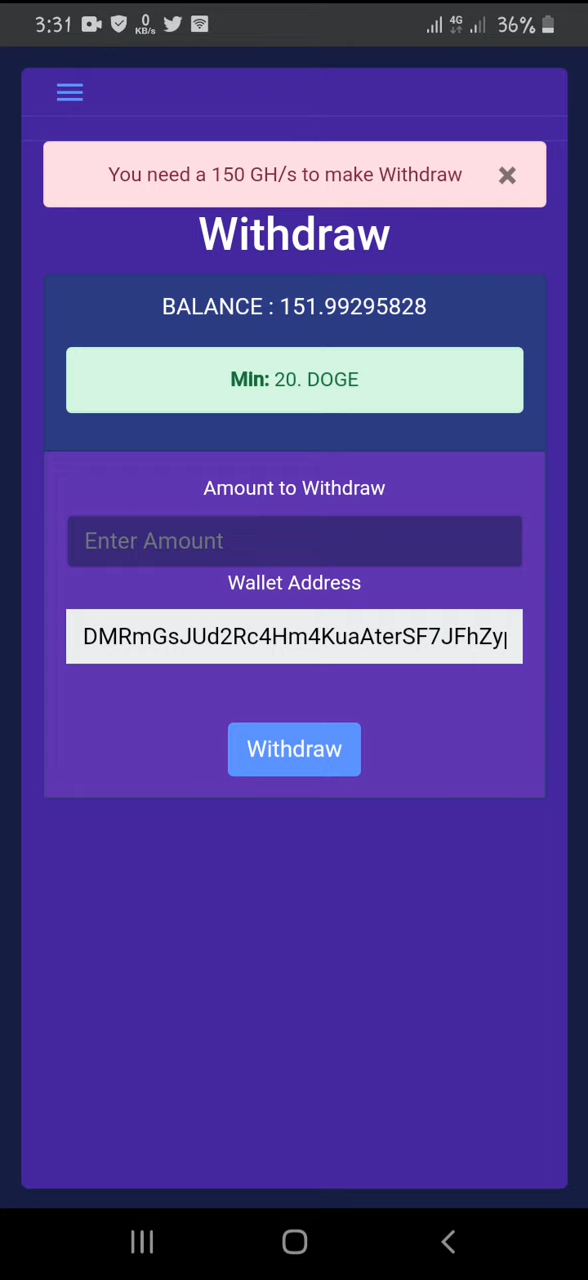 3:31 0 KB/s 4G 36%
You need a 150 GH/s to make Withdraw ×
Withdraw
BALANCE : 151.99295828
Min: 20. DOGE
Amount to Withdraw
Enter Amount
Wallet Address
DMRmGsJUd2Rc4Hm4KuaAterSF7JFhZy
Withdraw